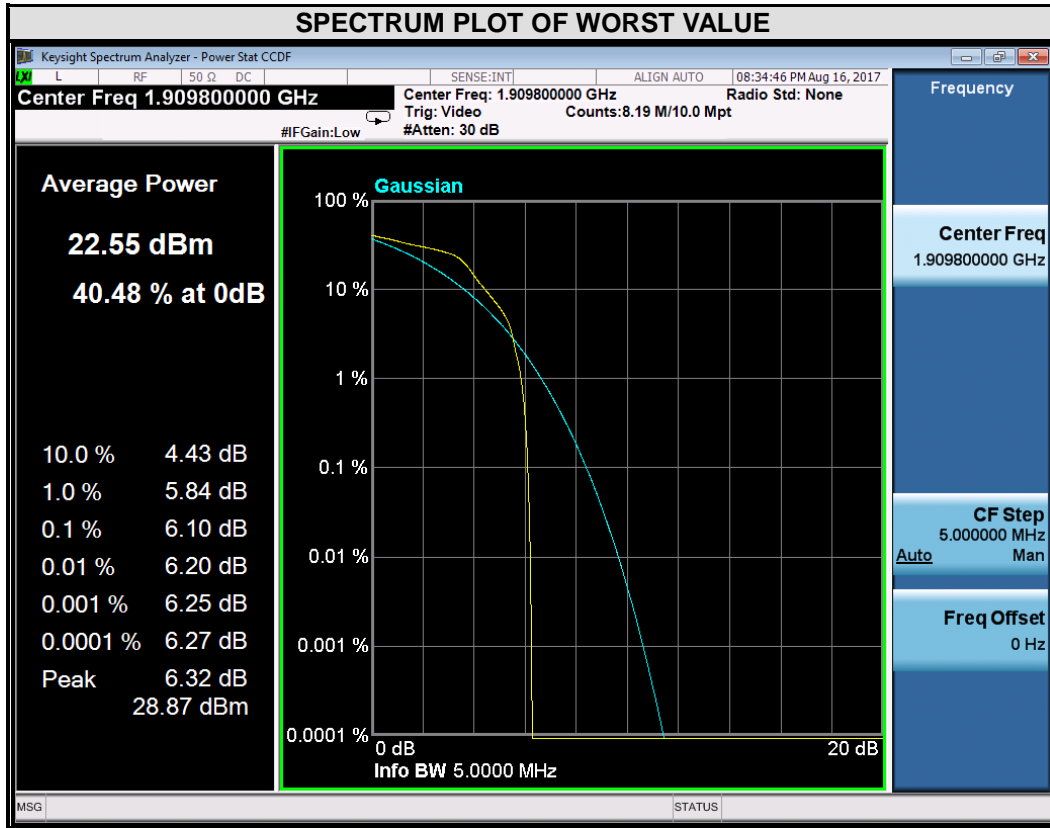 SPECTRUM PLOT OF WORST VALUE
Keysight Spectrum Analyzer - Power Stat CCDF
LXI L RF 50 Ω DC SENSE:INT ALIGN AUTO 08:34:46 PM Aug 16, 2017
Center Freq 1.909800000 GHz
Center Freq: 1.909800000 GHz Radio Std: None
Trig: Video Counts:8.19 M/10.0 Mpt
#IFGain:Low #Atten: 30 dB
Average Power
22.55 dBm
40.48 % at 0dB
10.0 % 4.43 dB
1.0 % 5.84 dB
0.1 % 6.10 dB
0.01 % 6.20 dB
0.001 % 6.25 dB
0.0001 % 6.27 dB
Peak 6.32 dB
28.87 dBm
Gaussian
100 %
10 %
1 %
0.1 %
0.01 %
0.001 %
0.0001 %
0 dB 20 dB
Info BW 5.0000 MHz
Frequency
Center Freq
1.909800000 GHz
CF Step
5.000000 MHz
Auto Man
Freq Offset
0 Hz
MSG STATUS